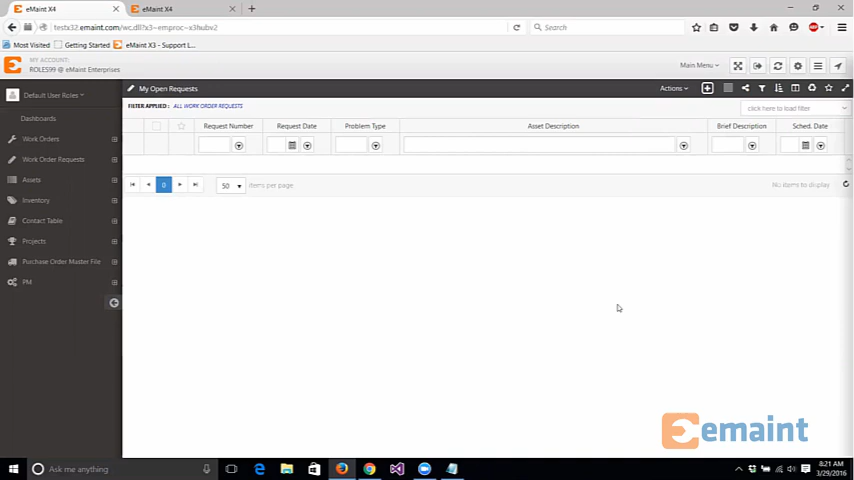 eMaint X4
eMaint X4
testx32.emaint.com/wc.dll?x3~emproc~x3hubv2
Search
Most Visited
Getting Started
eMaint X3 - Support L...
MY ACCOUNT:
ROLES99 @ eMaint Enterprises
Main Menu
Default User Roles
My Open Requests
Actions
Dashboards
FILTER APPLIED : ALL WORK ORDER REQUESTS
click here to load filter
Work Orders
Request Number
Request Date
Problem Type
Asset Description
Brief Description
Sched. Date
Work Order Requests
Assets
0
50
items per page
No items to display
Inventory
Contact Table
Projects
Purchase Order Master File
PM
emaint
Ask me anything
8:21 AM
3/29/2016